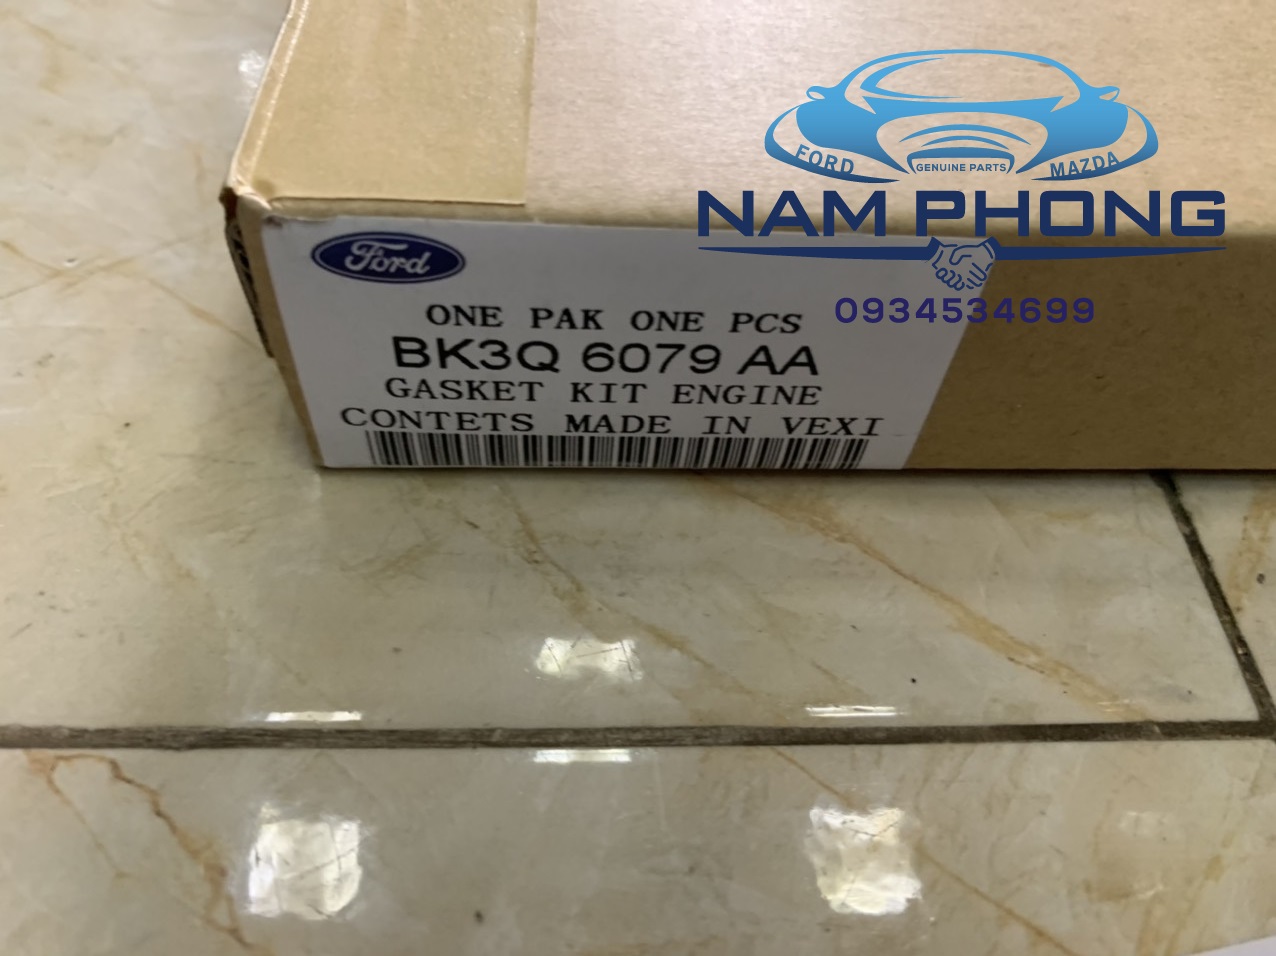 FORD
GENUINE PARTS
MAZDA
NAM PHONG
0934534699
Ford
ONE PAK ONE PCS
BK3Q 6079 AA
GASKET KIT ENGINE
CONTETS MADE IN VEXI